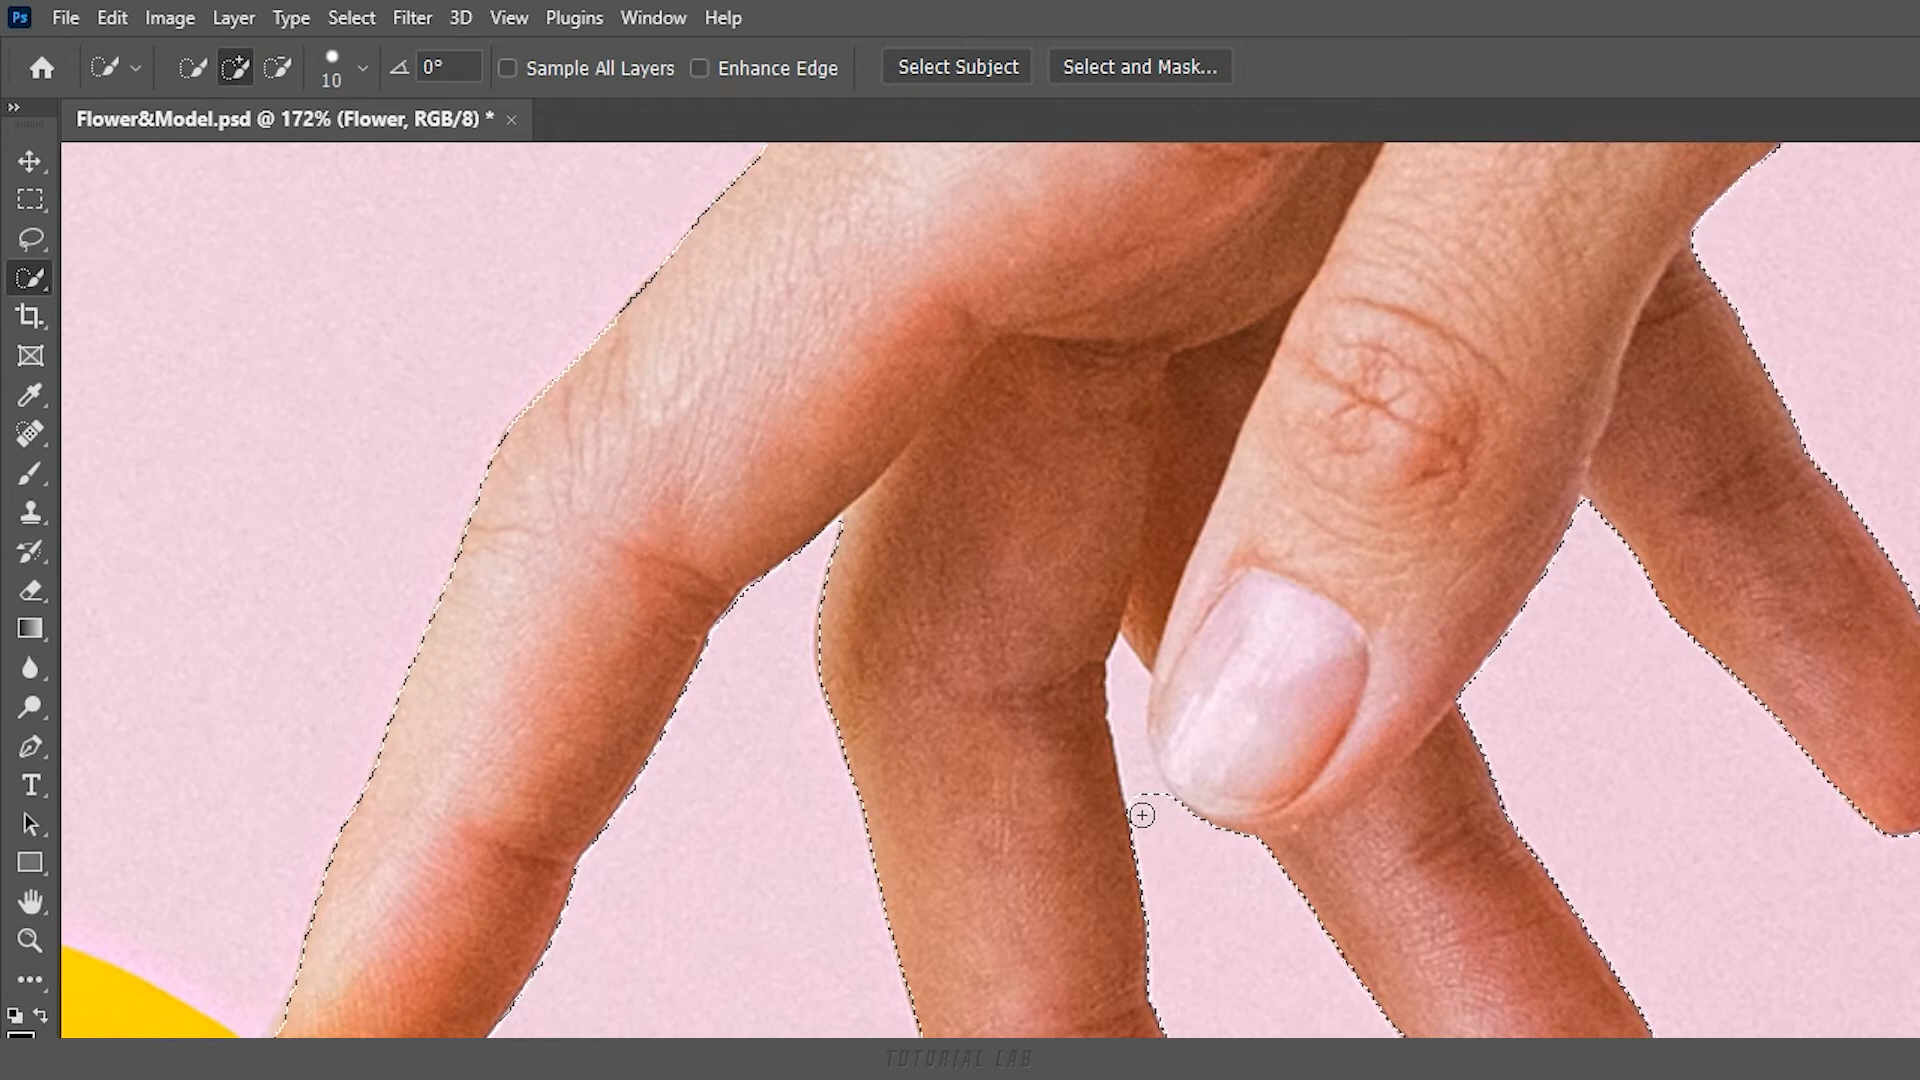 Ps File Edit Image Layer Type Select Filter 3D View Plugins Window Help
10 0° Sample All Layers Enhance Edge Select Subject Select and Mask...
Flower&Model.psd @ 172% (Flower, RGB/8) * ×
T
TUTORIAL LAB